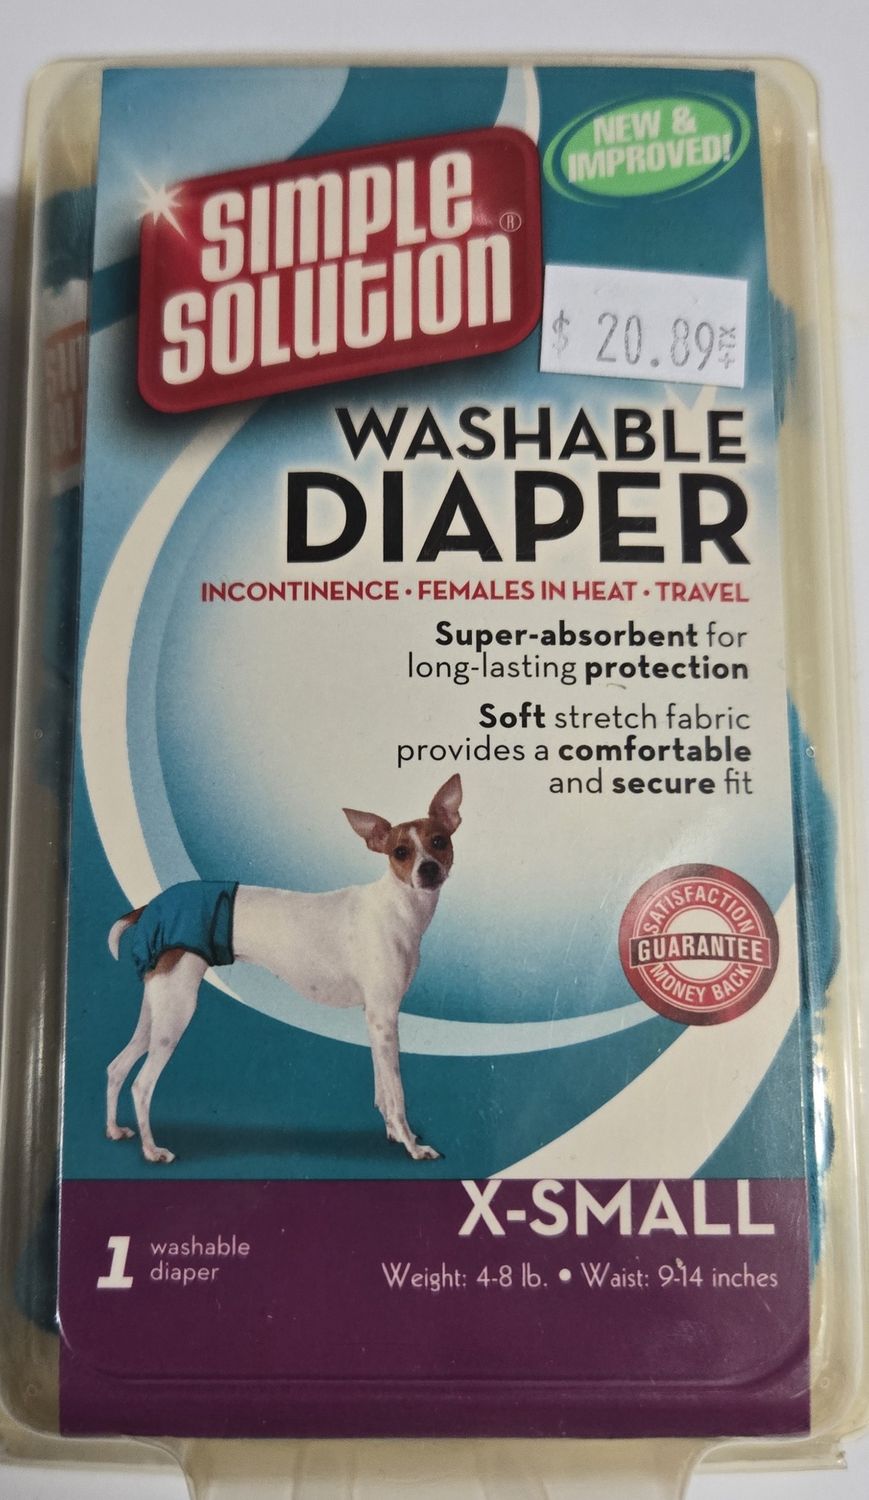 NEW &
IMPROVED!
SIMPLE
SOLUTION®
$ 20.89 +TX
WASHABLE
DIAPER
INCONTINENCE • FEMALES IN HEAT • TRAVEL
Super-absorbent for
long-lasting protection
Soft stretch fabric
provides a comfortable
and secure fit
SATISFACTION
GUARANTEE
MONEY BACK
X-SMALL
1 washable
diaper
Weight: 4-8 lb. • Waist: 9-14 inches